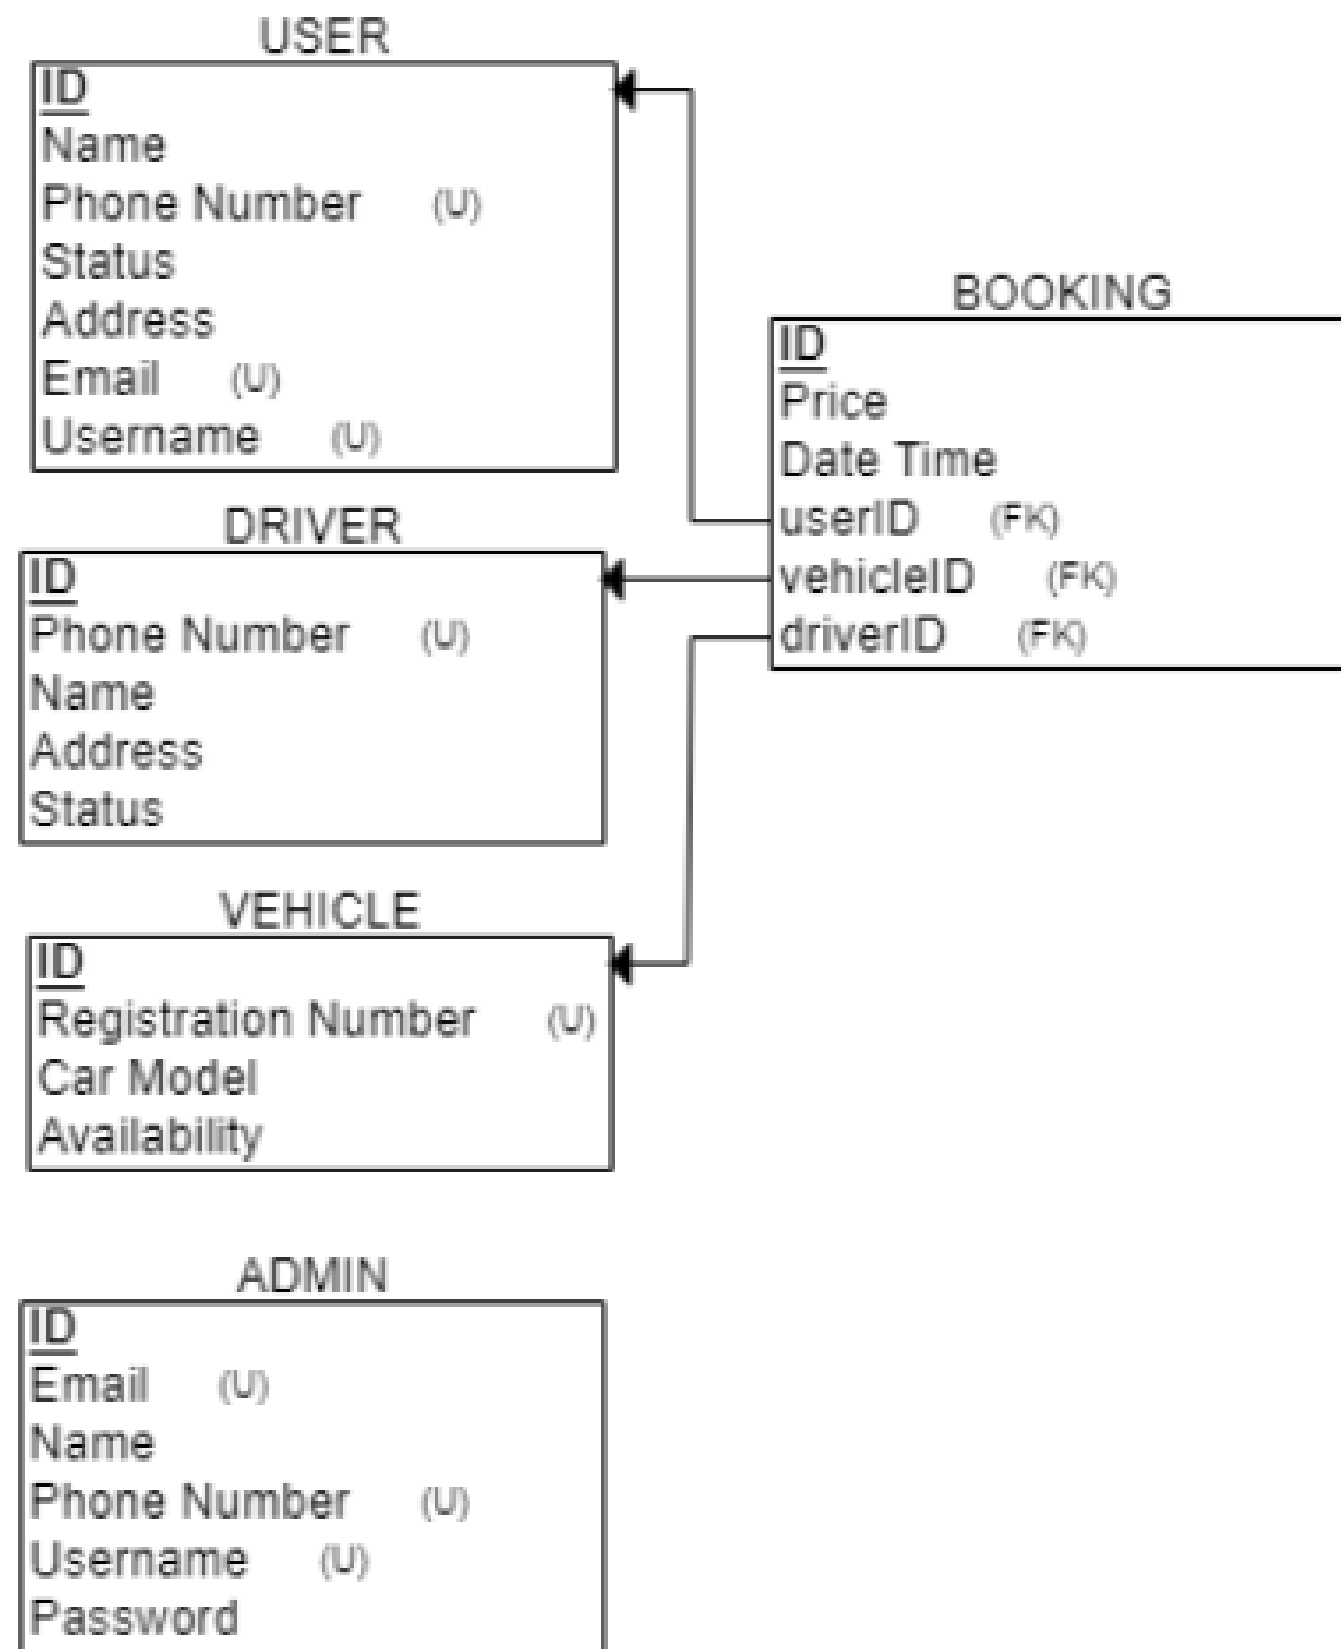 USER
ID
Name
Phone Number (U)
Status
Address
Email (U)
Username (U)
BOOKING
ID
Price
Date Time
userID (FK)
vehicleID (FK)
driverID (FK)
DRIVER
ID
Phone Number (U)
Name
Address
Status
VEHICLE
ID
Registration Number (U)
Car Model
Availability
ADMIN
ID
Email (U)
Name
Phone Number (U)
Username (U)
Password